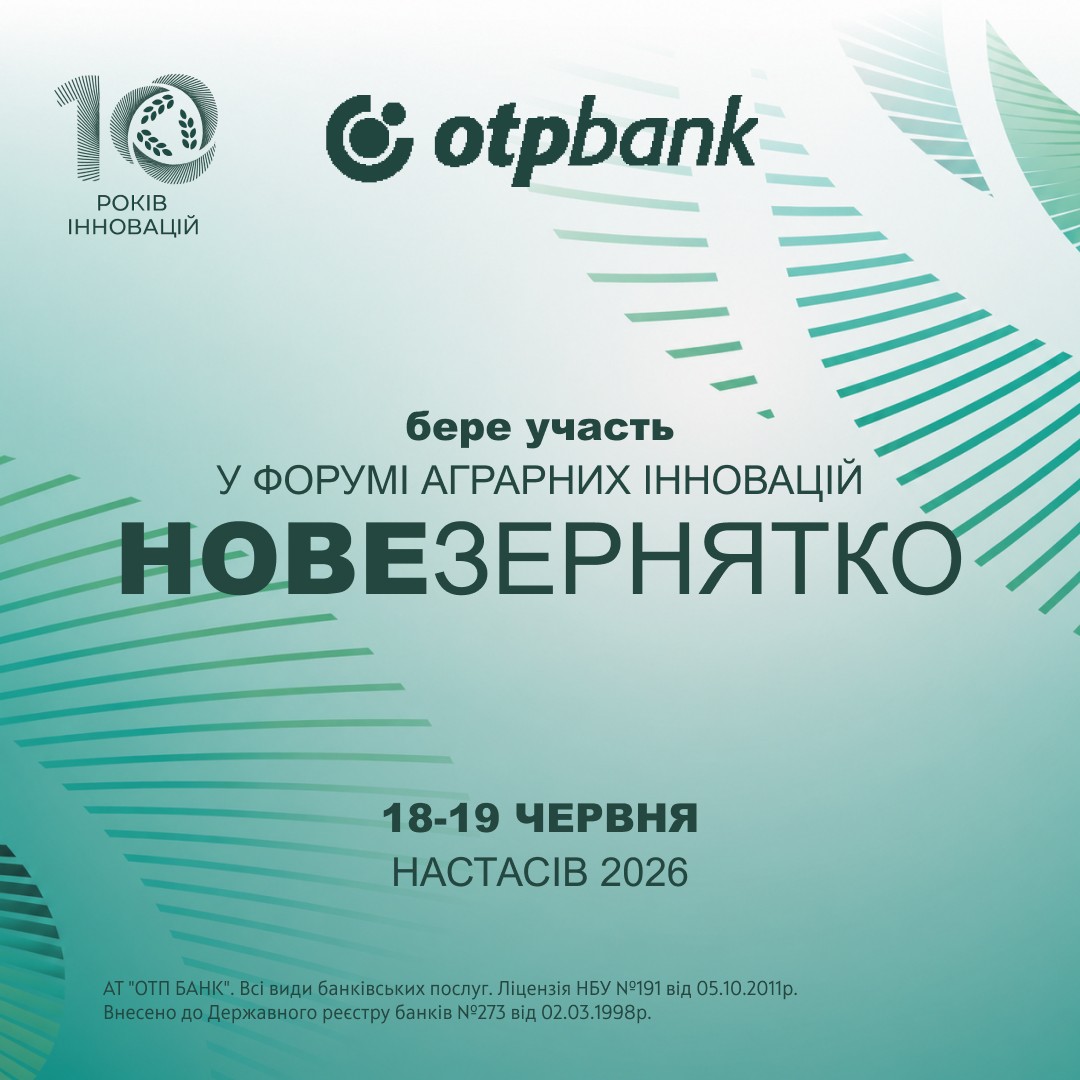 10
РОКІВ
ІННОВАЦІЙ
otpbank
бере участь
У ФОРУМІ АГРАРНИХ ІННОВАЦІЙ
НОВЕЗЕРНЯТКО
18-19 ЧЕРВНЯ
НАСТАСІВ 2026
АТ "ОТП БАНК". Всі види банківських послуг. Ліцензія НБУ №191 від 05.10.2011р.
Внесено до Державного реєстру банків №273 від 02.03.1998р.